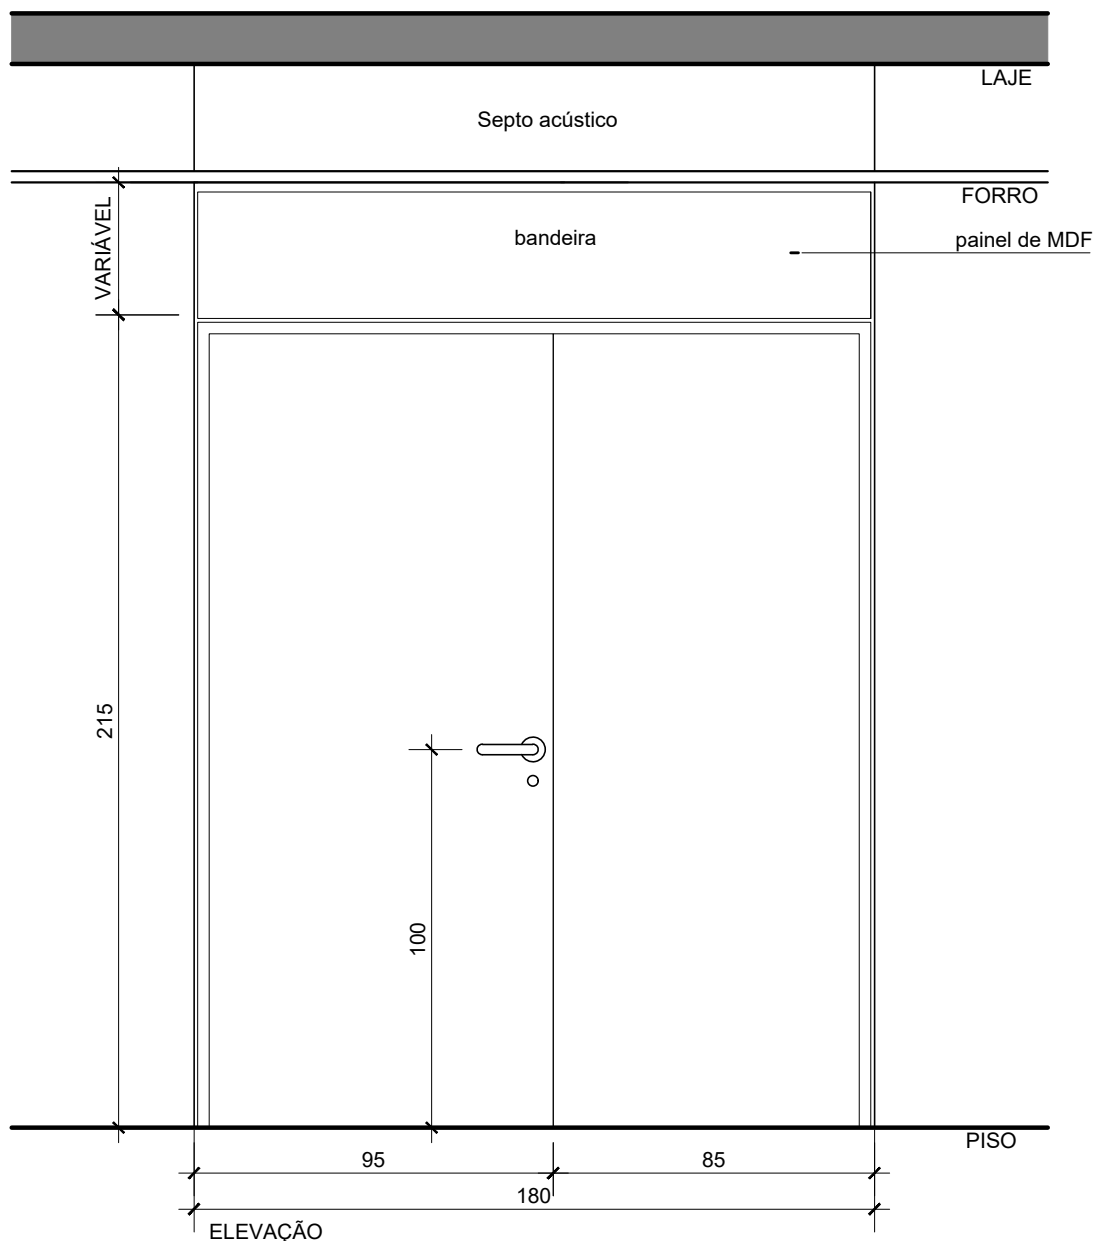 LAJE
Septo acústico
FORRO
VARIÁVEL
bandeira
painel de MDF
215
100
PISO
95
85
180
ELEVAÇÃO